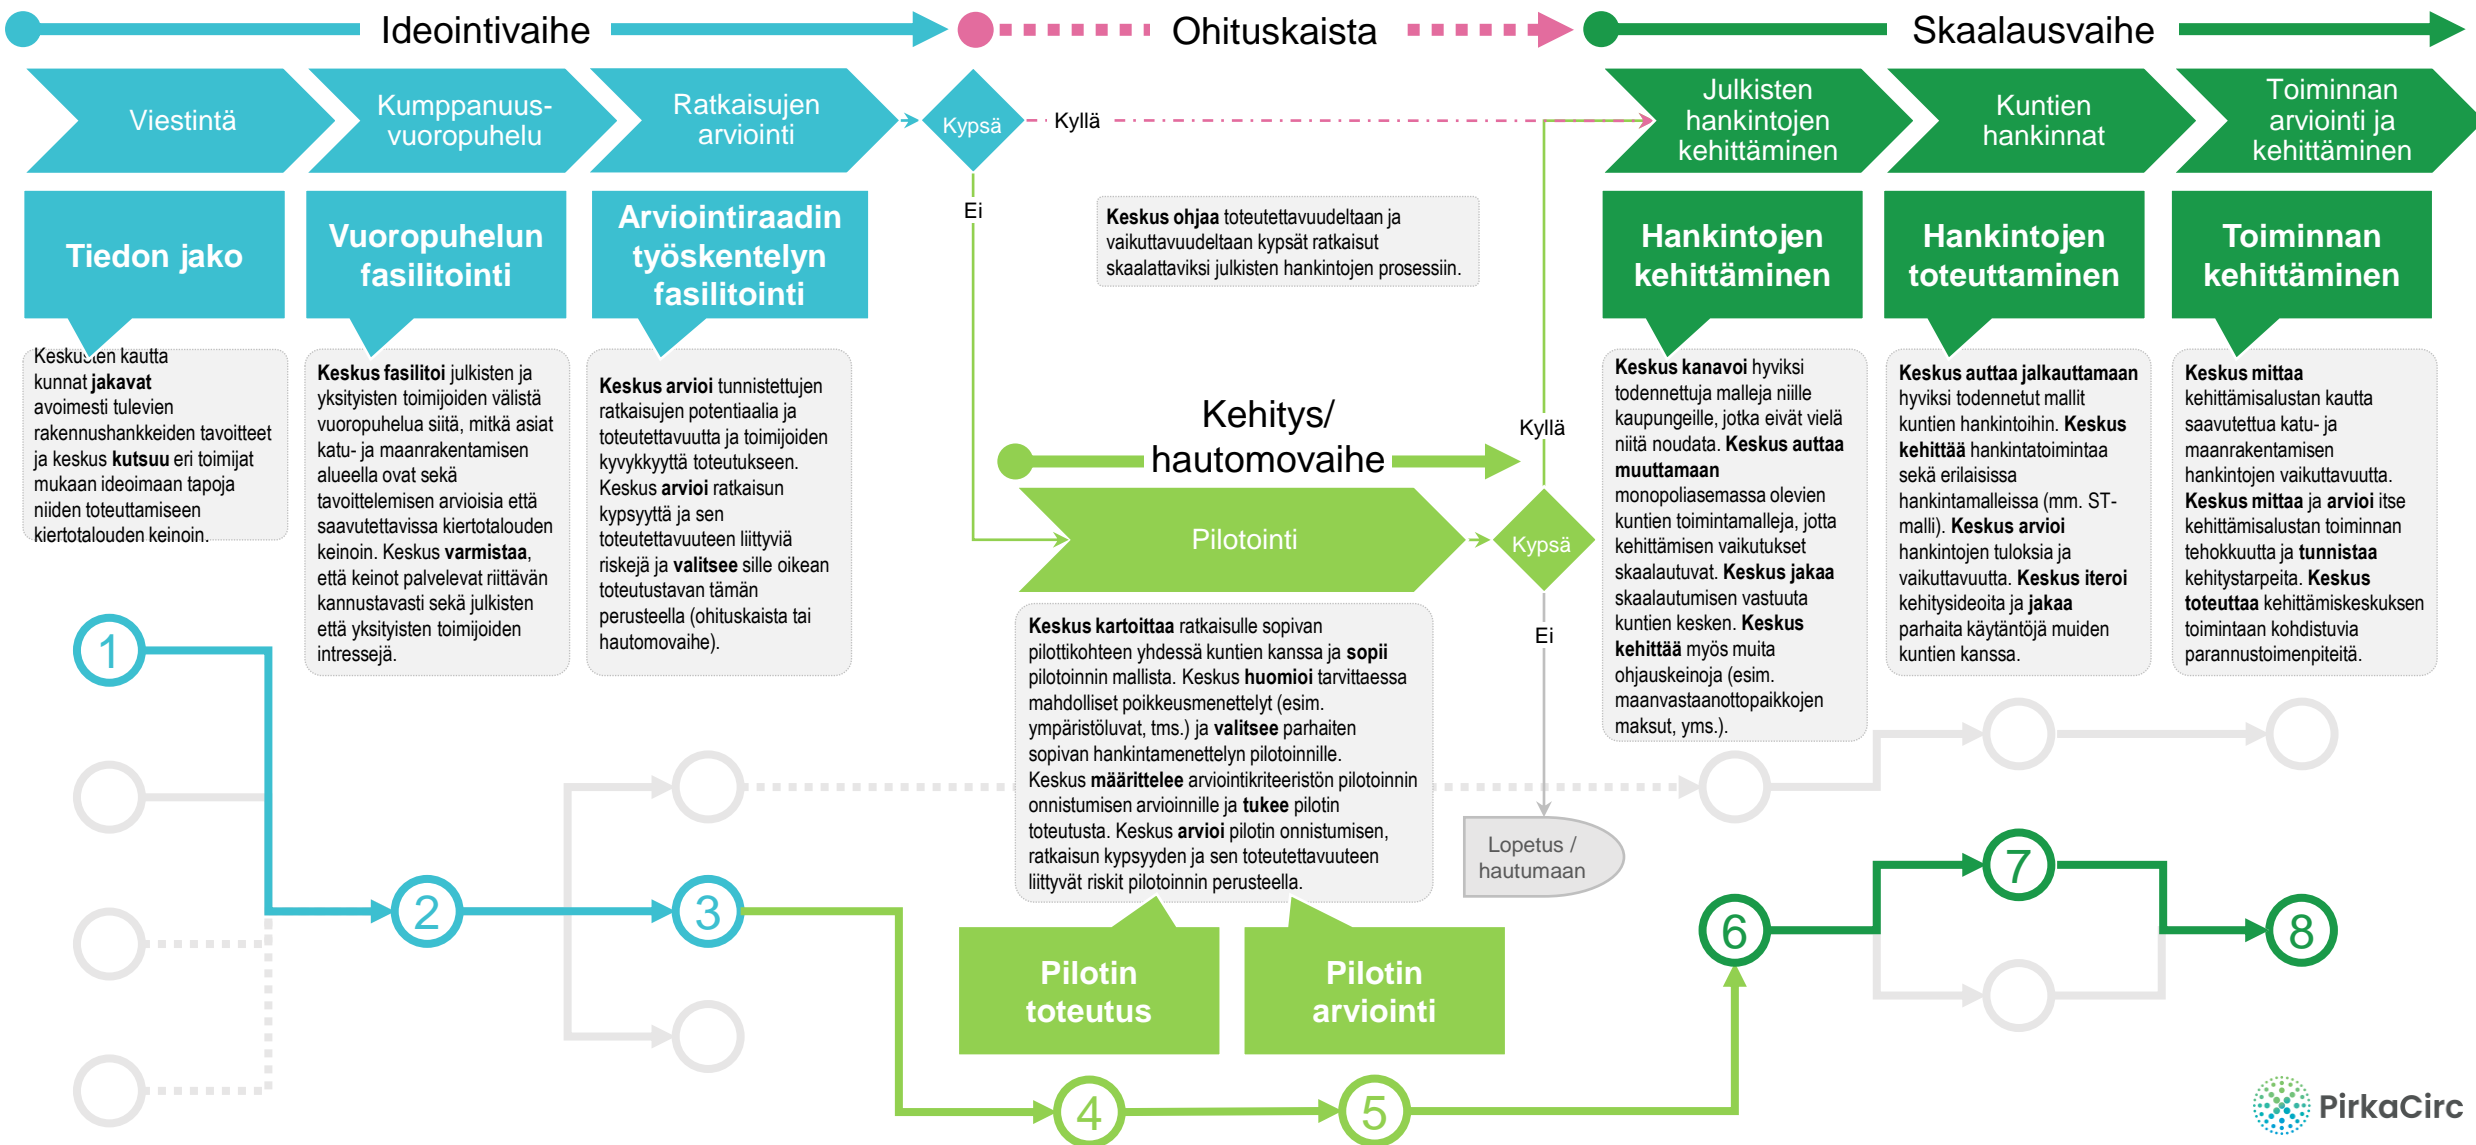 Ideointivaihe
Ohituskaista
Skaalausvaihe
Viestintä
Kumppanuus-
vuoropuhelu
Ratkaisujen
arviointi
Kypsä
Kyllä
Ei
Julkisten
hankintojen
kehittäminen
Kuntien
hankinnat
Toiminnan
arviointi ja
kehittäminen
Tiedon jako
Vuoropuhelun
fasilitointi
Arviointiraadin
työskentelyn
fasilitointi
Keskus ohjaa toteutettavuudeltaan ja
vaikuttavuudeltaan kypsät ratkaisut
skaalattaviksi julkisten hankintojen prosessiin.
Hankintojen
kehittäminen
Hankintojen
toteuttaminen
Toiminnan
kehittäminen
Keskusten kautta
kunnat jakavat
avoimesti tulevien
rakennushankkeiden tavoitteet
ja keskus kutsuu eri toimijat
mukaan ideoimaan tapoja
niiden toteuttamiseen
kiertotalouden keinoin.
Keskus fasilitoi julkisten ja
yksityisten toimijoiden välistä
vuoropuhelua siitä, mitkä asiat
katu- ja maanrakentamisen
alueella ovat sekä
tavoittelemisen arvioisia että
saavutettavissa kiertotalouden
keinoin. Keskus varmistaa,
että keinot palvelevat riittävän
kannustavasti sekä julkisten
että yksityisten toimijoiden
intressejä.
Keskus arvioi tunnistettujen
ratkaisujen potentiaalia ja
toteutettavuutta ja toimijoiden
kyvykkyyttä toteutukseen.
Keskus arvioi ratkaisun
kypsyyttä ja sen
toteutettavuuteen liittyviä
riskejä ja valitsee sille oikean
toteutustavan tämän
perusteella (ohituskaista tai
hautomovaihe).
Kehitys/
hautomovaihe
Pilotointi
Kypsä
Kyllä
Ei
Keskus kartoittaa ratkaisulle sopivan
pilottikohteen yhdessä kuntien kanssa ja sopii
pilotoinnin mallista. Keskus huomioi tarvittaessa
mahdolliset poikkeusmenettelyt (esim.
ympäristöluvat, tms.) ja valitsee parhaiten
sopivan hankintamenettelyn pilotoinnille.
Keskus määrittelee arviointikriteeristön pilotoinnin
onnistumisen arvioinnille ja tukee pilotin
toteutusta. Keskus arvioi pilotin onnistumisen,
ratkaisun kypsyyden ja sen toteutettavuuteen
liittyvät riskit pilotoinnin perusteella.
Lopetus /
hautumaan
Keskus kanavoi hyviksi
todennettuja malleja niille
kaupungeille, jotka eivät vielä
niitä noudata. Keskus auttaa
muuttamaan
monopoliasemassa olevien
kuntien toimintamalleja, jotta
kehittämisen vaikutukset
skaalautuvat. Keskus jakaa
skaalautumisen vastuuta
kuntien kesken. Keskus
kehittää myös muita
ohjauskeinoja (esim.
maanvastaanottopaikkojen
maksut, yms.).
Keskus auttaa jalkauttamaan
hyviksi todennetut mallit
kuntien hankintoihin. Keskus
kehittää hankintatoimintaa
sekä erilaisissa
hankintamalleissa (mm. ST-
malli). Keskus arvioi
hankintojen tuloksia ja
vaikuttavuutta. Keskus iteroi
kehitysideoita ja jakaa
parhaita käytäntöjä muiden
kuntien kanssa.
Keskus mittaa
kehittämisalustan kautta
saavutettua katu- ja
maanrakentamisen
hankintojen vaikuttavuutta.
Keskus mittaa ja arvioi itse
kehittämisalustan toiminnan
tehokkuutta ja tunnistaa
kehitystarpeita. Keskus
toteuttaa kehittämiskeskuksen
toimintaan kohdistuvia
parannustoimenpiteitä.
1
2
3
Pilotin
toteutus
Pilotin
arviointi
4
5
6
7
8
PirkaCirc